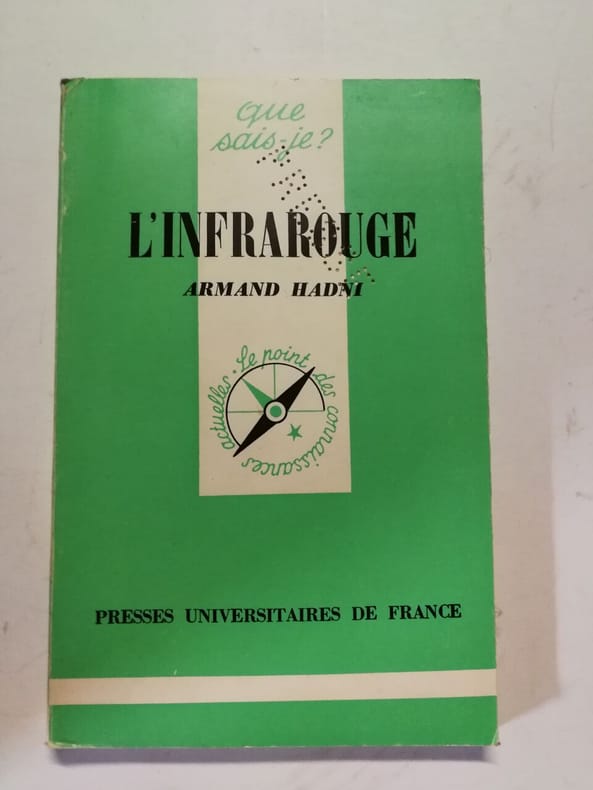 que
sais-je?
L'INFRAROUGE
ARMAND HADNI
Le point des connaissances actuelles.
PRESSES UNIVERSITAIRES DE FRANCE